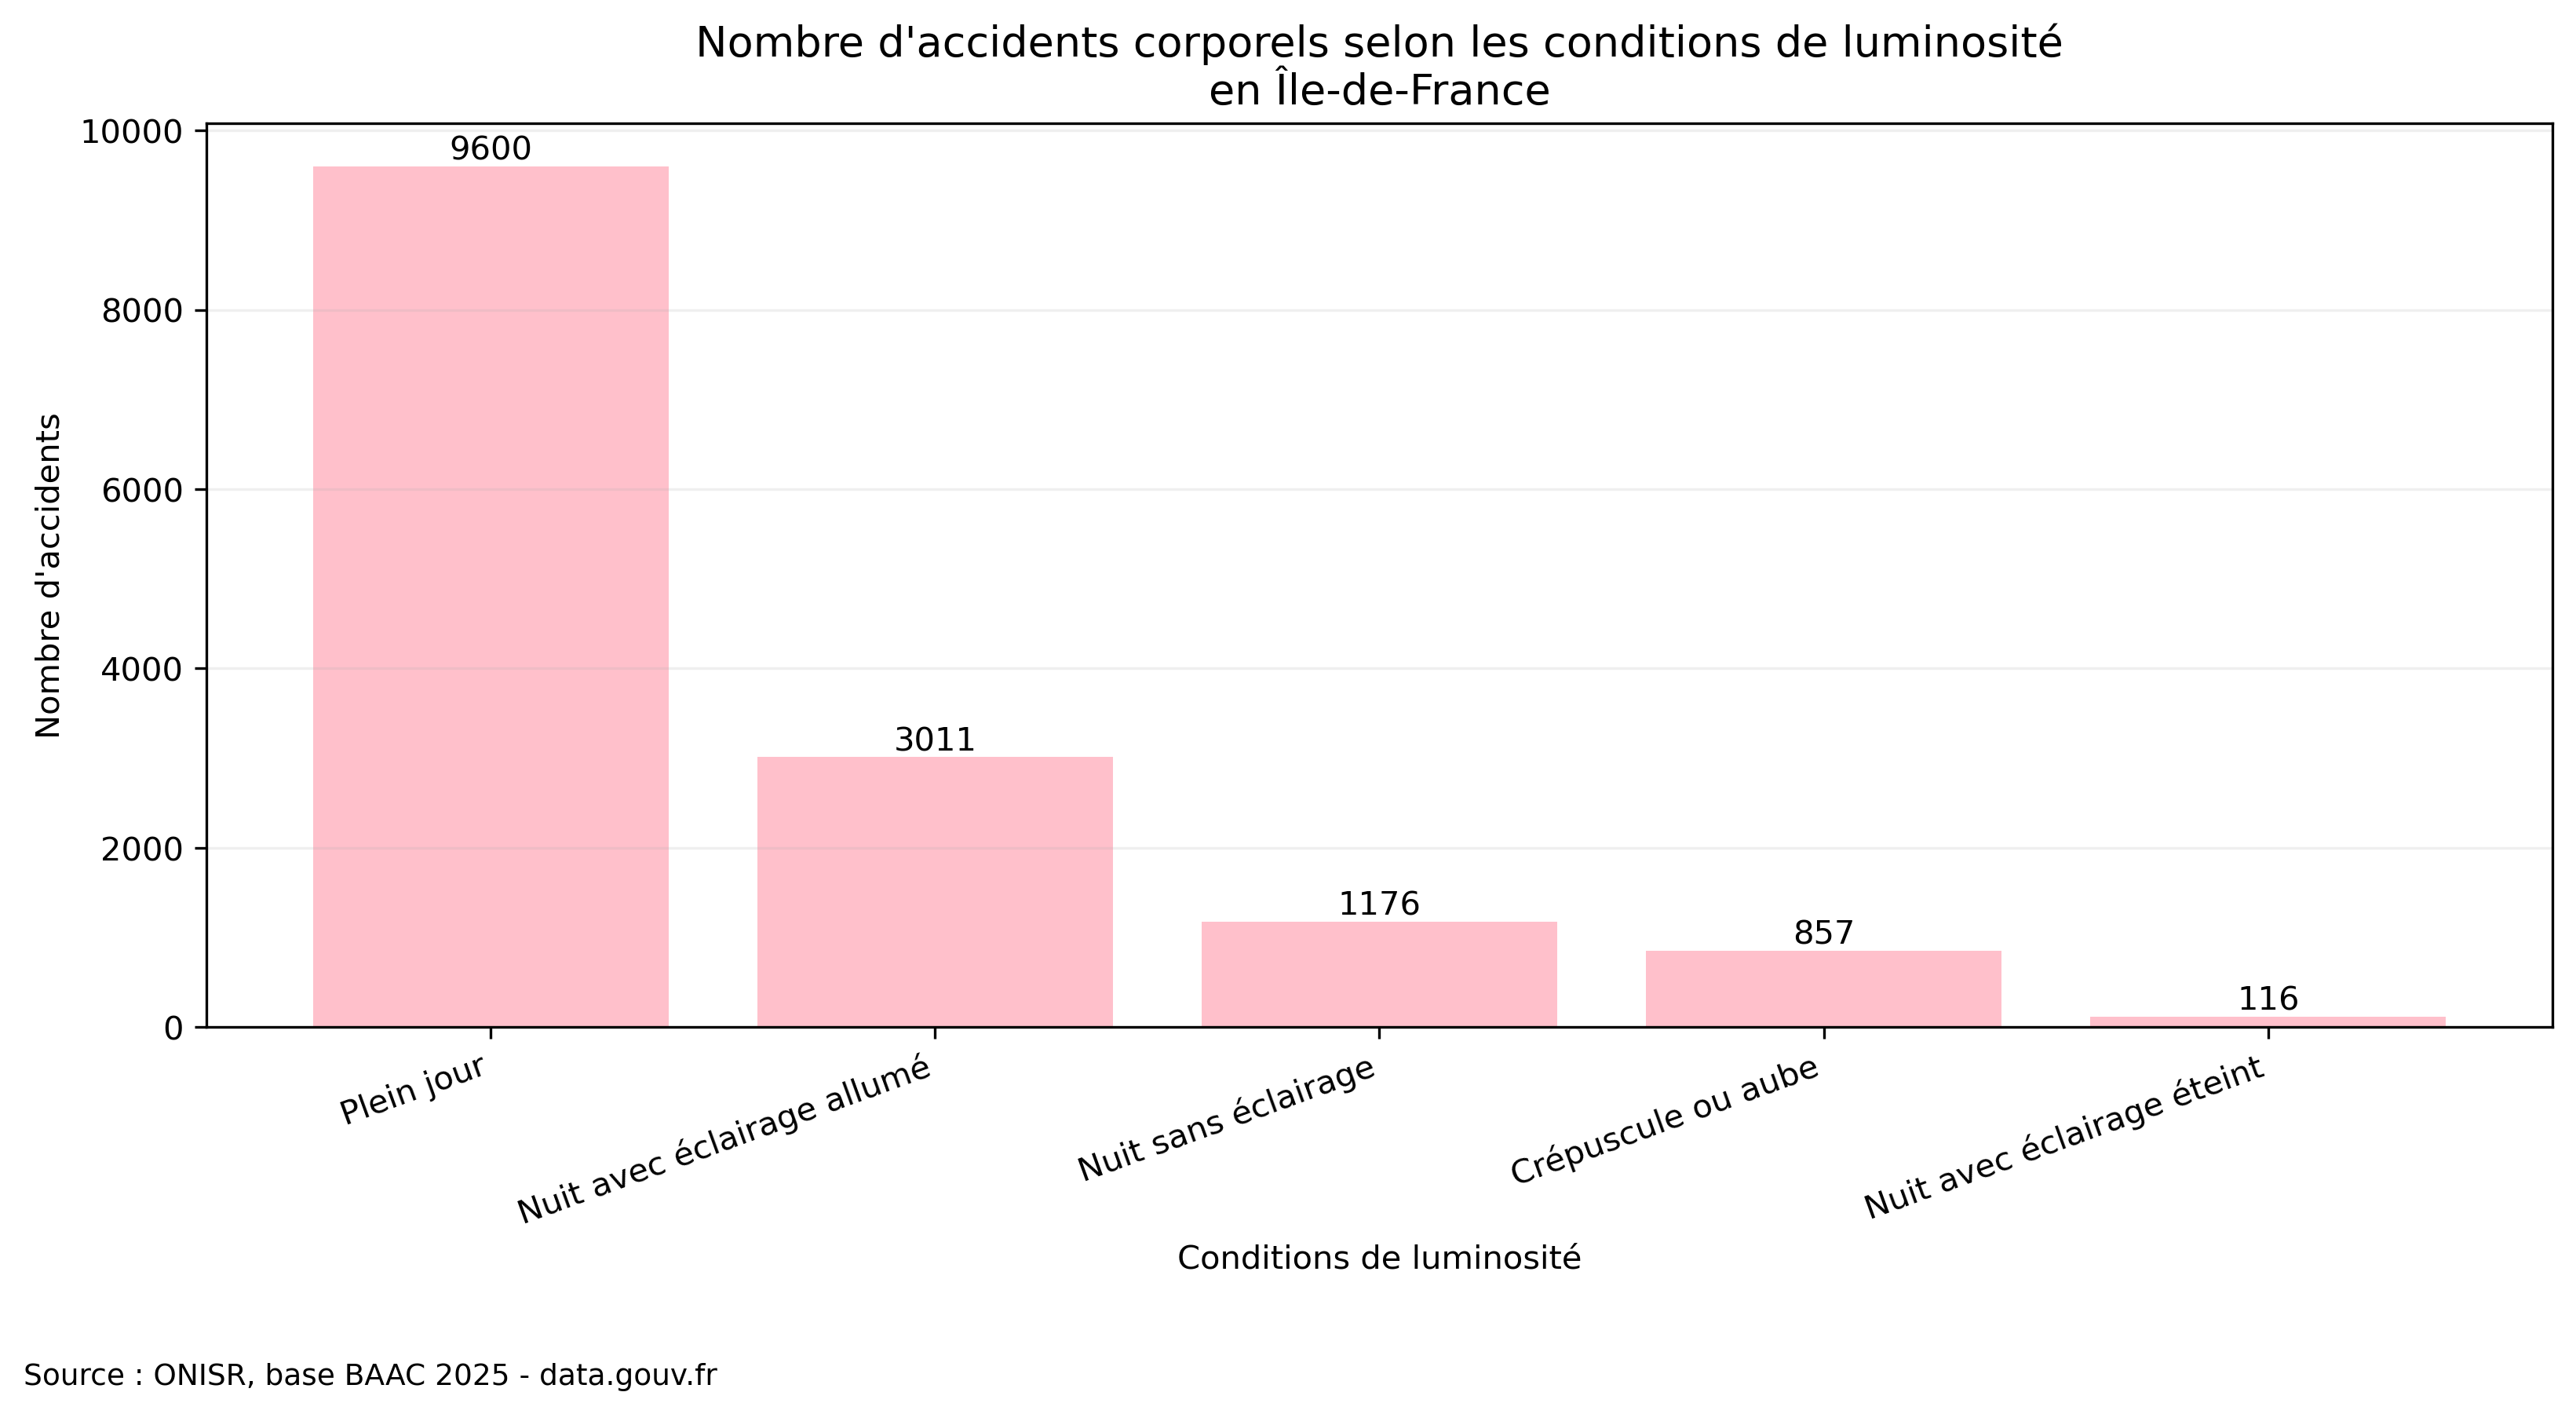 Nombre d'accidents corporels selon les conditions de luminosité
en Île-de-France
Nombre d'accidents
10000
8000
6000
4000
2000
0
9600
3011
1176
857
116
Plein jour
Nuit avec éclairage allumé
Nuit sans éclairage
Crépuscule ou aube
Nuit avec éclairage éteint
Conditions de luminosité
Source : ONISR, base BAAC 2025 - data.gouv.fr